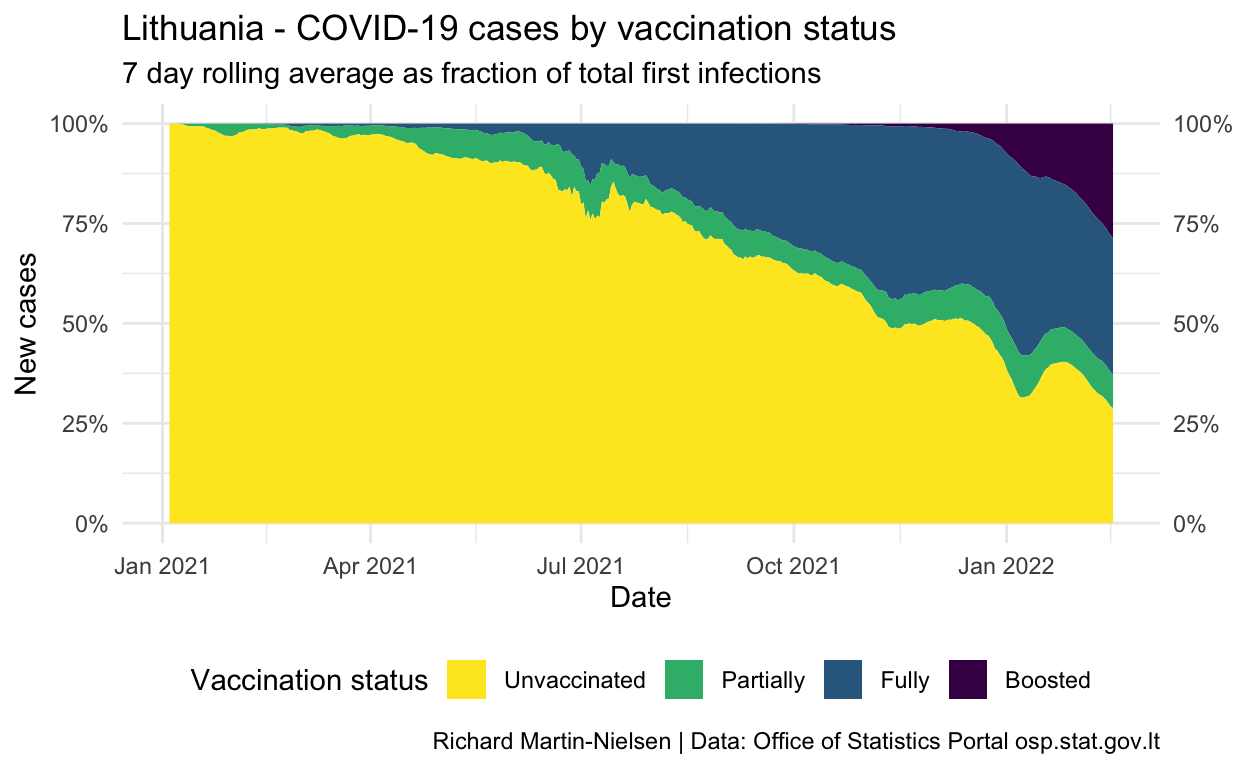 Lithuania - COVID-19 cases by vaccination status
7 day rolling average as fraction of total first infections
100% 100%
75% 75%
50% 50%
25% 25%
0% 0%
New cases
Jan 2021 Apr 2021 Jul 2021 Oct 2021 Jan 2022
Date
Vaccination status Unvaccinated Partially Fully Boosted
Richard Martin-Nielsen | Data: Office of Statistics Portal osp.stat.gov.lt